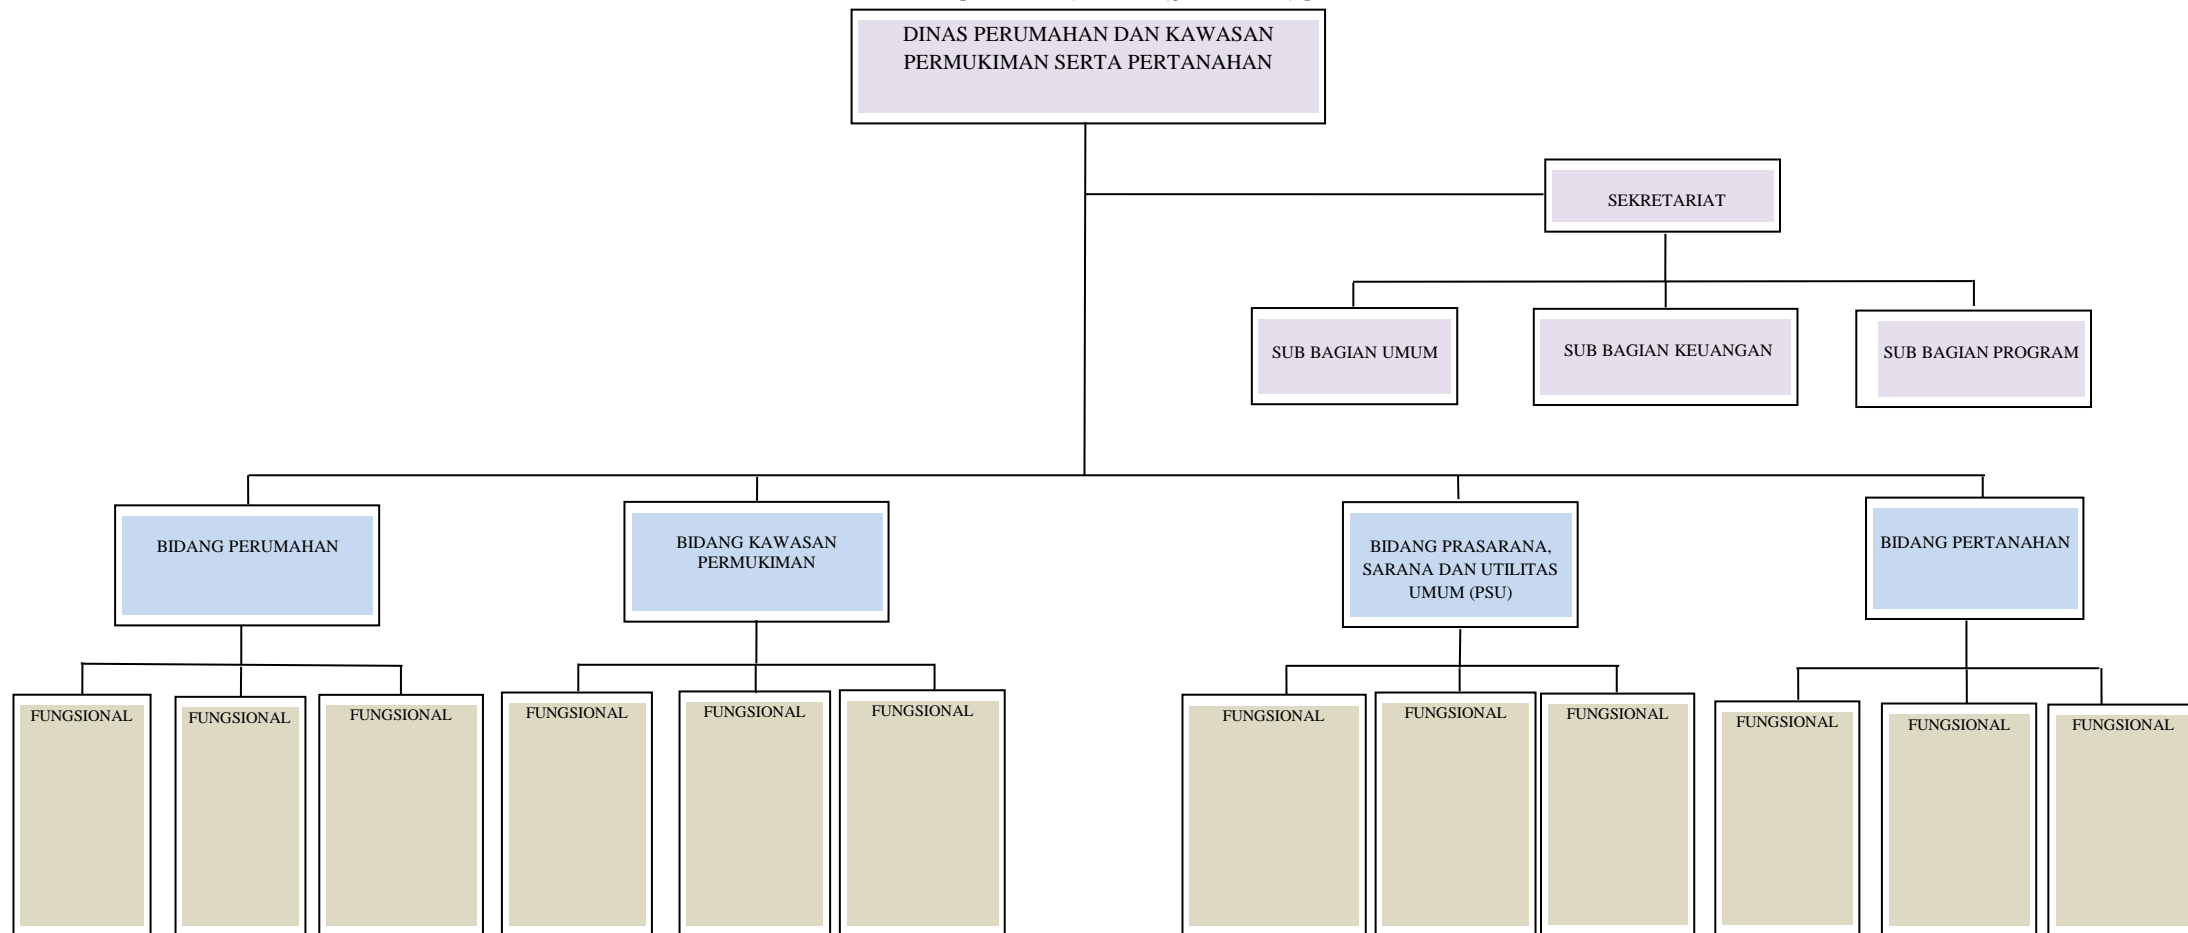 DINAS PERUMAHAN DAN KAWASAN
PERMUKIMAN SERTA PERTANAHAN
SEKRETARIAT
SUB BAGIAN UMUM
SUB BAGIAN KEUANGAN
SUB BAGIAN PROGRAM
BIDANG PERUMAHAN
BIDANG KAWASAN
PERMUKIMAN
BIDANG PRASARANA,
SARANA DAN UTILITAS
UMUM (PSU)
BIDANG PERTANAHAN
FUNGSIONAL
FUNGSIONAL
FUNGSIONAL
FUNGSIONAL
FUNGSIONAL
FUNGSIONAL
FUNGSIONAL
FUNGSIONAL
FUNGSIONAL
FUNGSIONAL
FUNGSIONAL
FUNGSIONAL